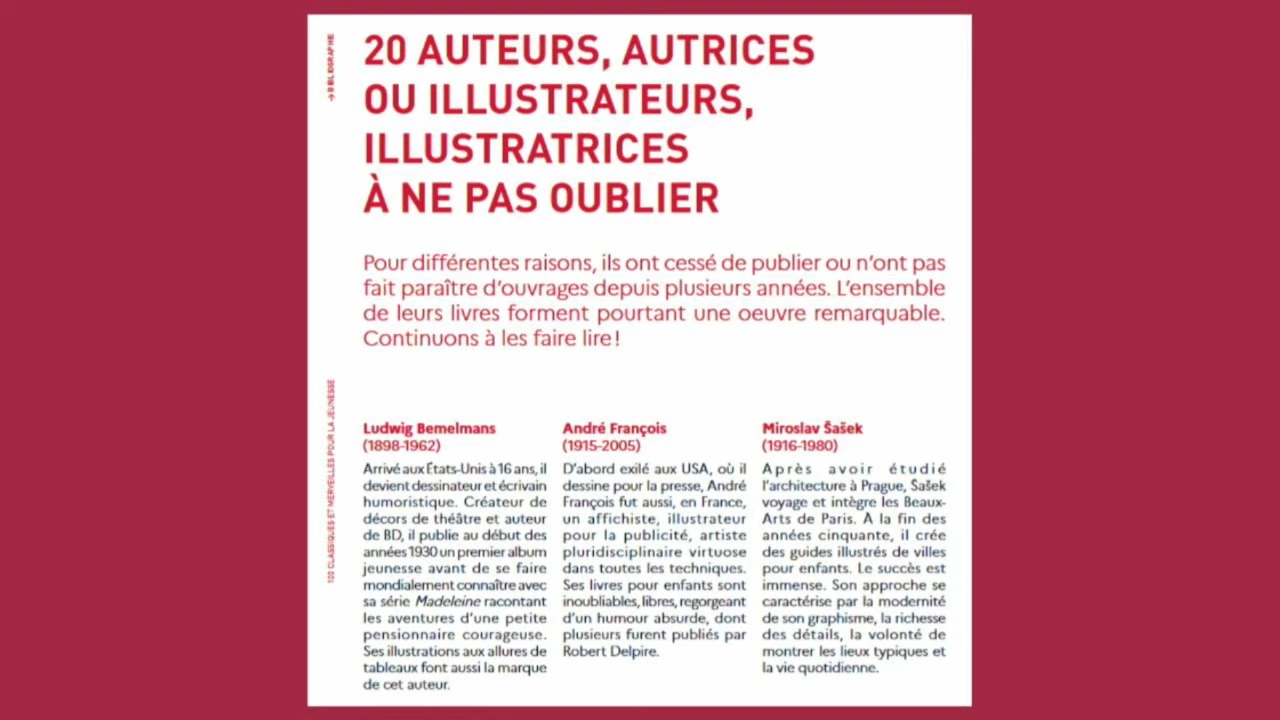 → BIBLIOGRAPHIE
20 AUTEURS, AUTRICES
OU ILLUSTRATEURS,
ILLUSTRATRICES
À NE PAS OUBLIER
Pour différentes raisons, ils ont cessé de publier ou n'ont pas
fait paraître d'ouvrages depuis plusieurs années. L'ensemble
de leurs livres forment pourtant une oeuvre remarquable.
Continuons à les faire lire !
100 CLASSIQUES ET MERVEILLES POUR LA JEUNESSE
Ludwig Bemelmans
(1898-1962)
Arrivé aux États-Unis à 16 ans, il
devient dessinateur et écrivain
humoristique. Créateur de
décors de théâtre et auteur
de BD, il publie au début des
années 1930 un premier album
jeunesse avant de se faire
mondialement connaître avec
sa série Madeleine racontant
les aventures d'une petite
pensionnaire courageuse.
Ses illustrations aux allures de
tableaux font aussi la marque
de cet auteur.
André François
(1915-2005)
D'abord exilé aux USA, où il
dessine pour la presse, André
François fut aussi, en France,
un affichiste, illustrateur
pour la publicité, artiste
pluridisciplinaire virtuose
dans toutes les techniques.
Ses livres pour enfants sont
inoubliables, libres, regorgeant
d'un humour absurde, dont
plusieurs furent publiés par
Robert Delpire.
Miroslav Šašek
(1916-1980)
Après avoir étudié
l'architecture à Prague, Šašek
voyage et intègre les Beaux-
Arts de Paris. À la fin des
années cinquante, il crée
des guides illustrés de villes
pour enfants. Le succès est
immense. Son approche se
caractérise par la modernité
de son graphisme, la richesse
des détails, la volonté de
montrer les lieux typiques et
la vie quotidienne.